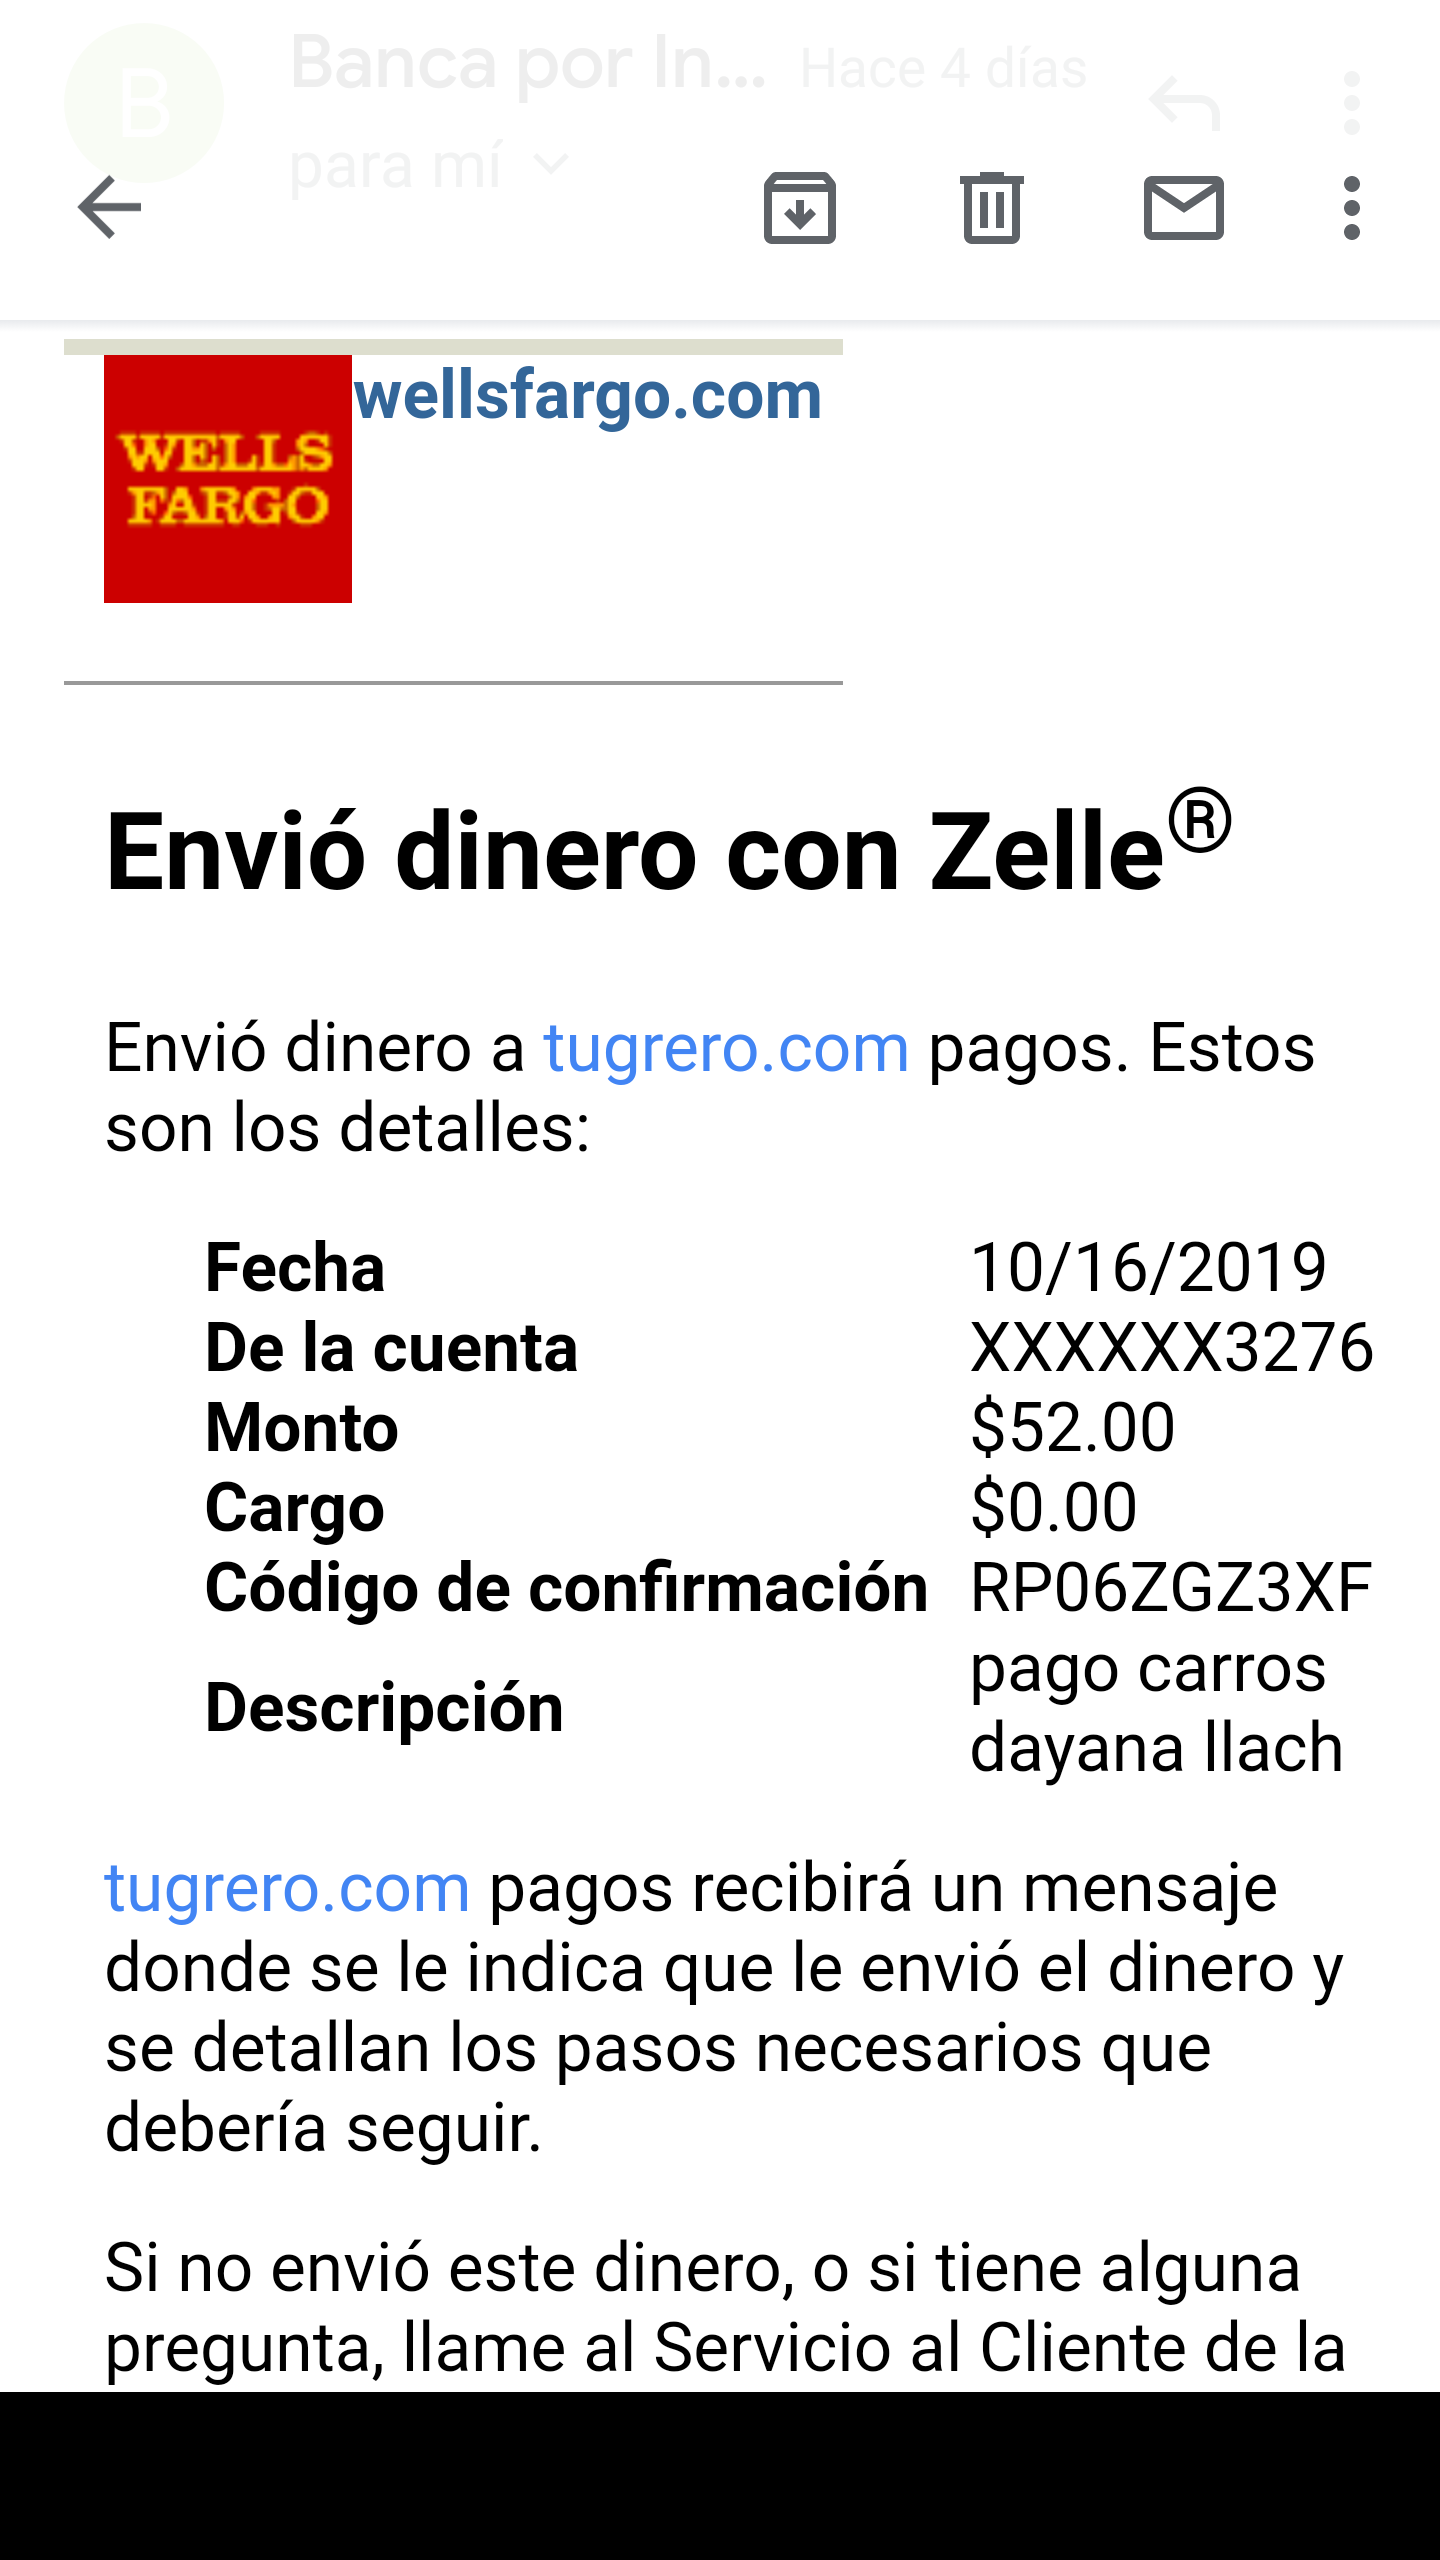 B
Banca por In... Hace 4 días
para mí
wellsfargo.com
WELLS
FARGO
Envió dinero con Zelle®
Envió dinero a tugrero.com pagos. Estos
son los detalles:
Fecha 10/16/2019
De la cuenta XXXXXX3276
Monto $52.00
Cargo $0.00
Código de confirmación RP06ZGZ3XF
Descripción pago carros
dayana llach
tugrero.com pagos recibirá un mensaje
donde se le indica que le envió el dinero y
se detallan los pasos necesarios que
debería seguir.
Si no envió este dinero, o si tiene alguna
pregunta, llame al Servicio al Cliente de la